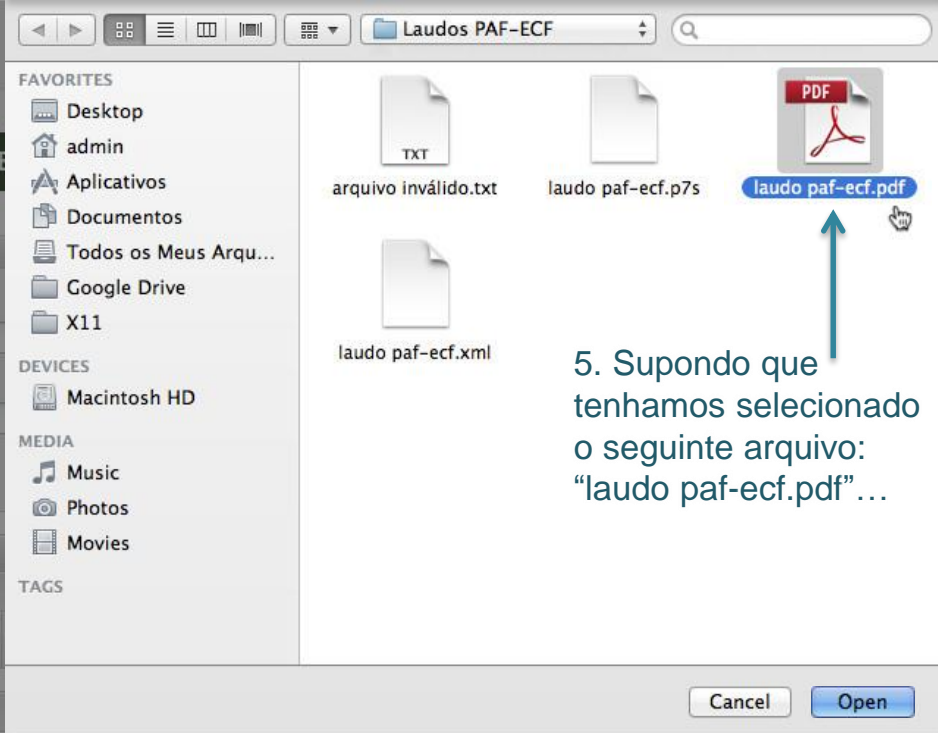 Laudos PAF-ECF
FAVORITES
Desktop
admin
Aplicativos
Documentos
Todos os Meus Arqu...
Google Drive
X11
DEVICES
Macintosh HD
MEDIA
Music
Photos
Movies
TAGS
TXT
PDF
arquivo inválido.txt
laudo paf-ecf.p7s
laudo paf-ecf.pdf
laudo paf-ecf.xml
5. Supondo que
tenhamos selecionado
o seguinte arquivo:
“laudo paf-ecf.pdf”…
Cancel
Open